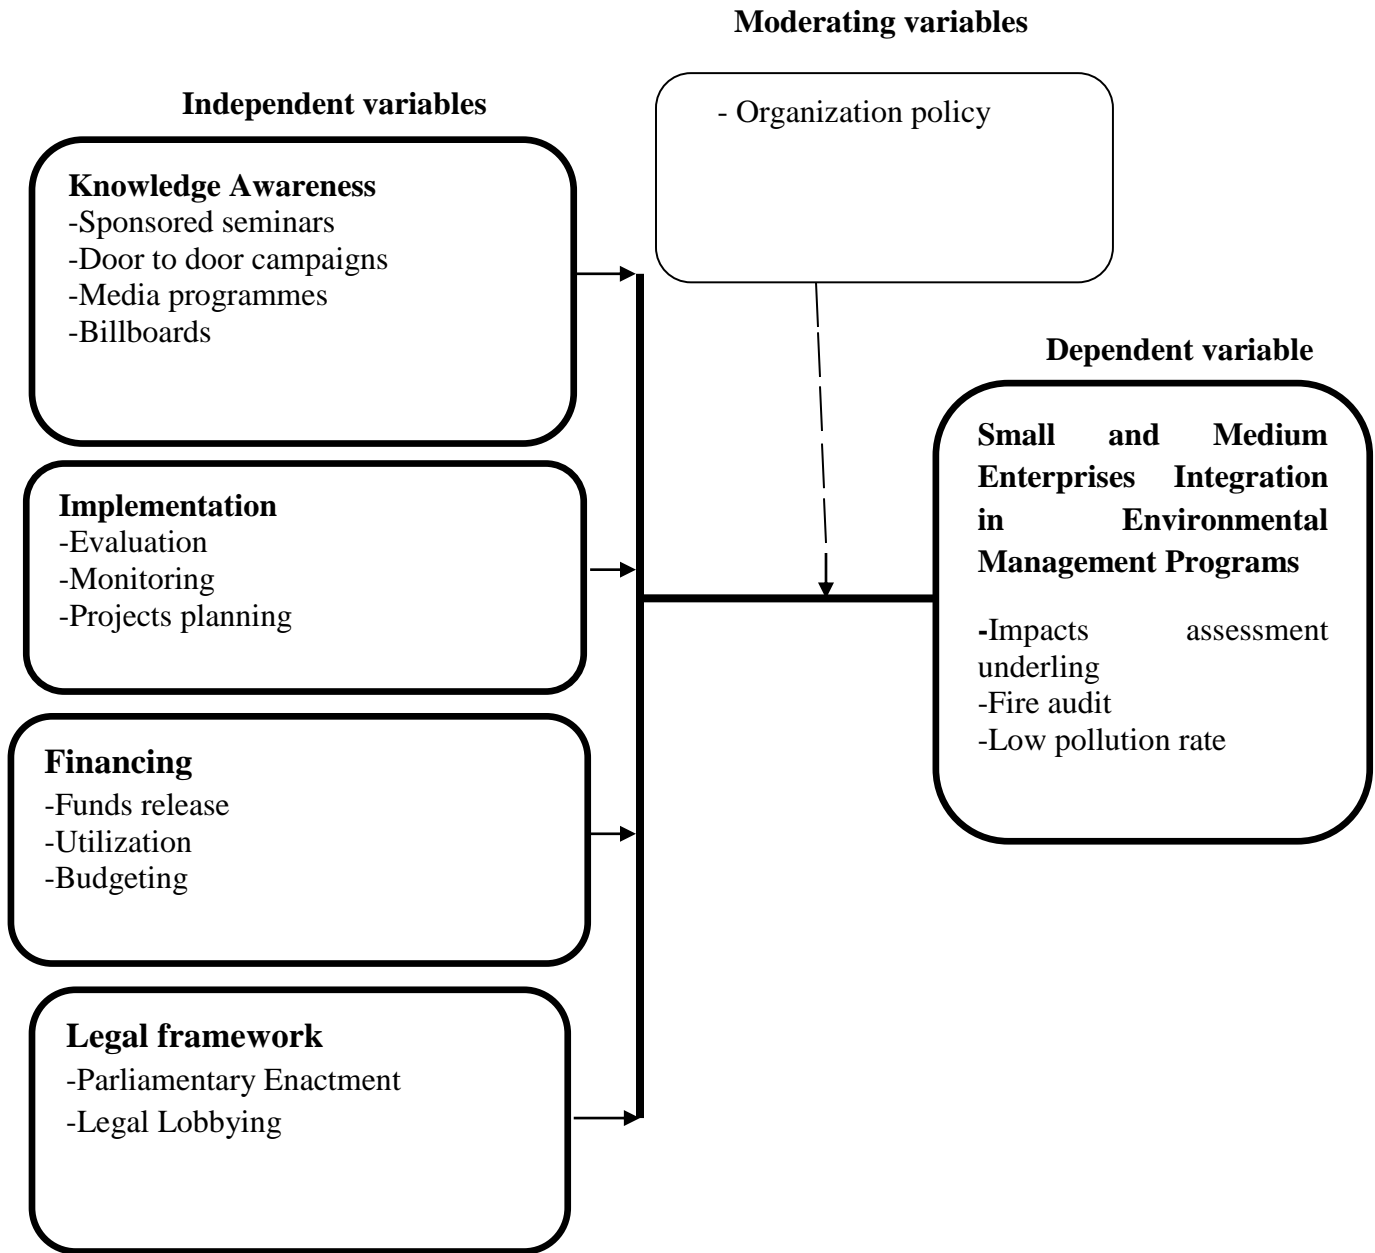 Moderating variables
- Organization policy
Independent variables
Knowledge Awareness
-Sponsored seminars
-Door to door campaigns
-Media programmes
-Billboards
Implementation
-Evaluation
-Monitoring
-Projects planning
Financing
-Funds release
-Utilization
-Budgeting
Legal framework
-Parliamentary Enactment
-Legal Lobbying
Dependent variable
Small and Medium
Enterprises Integration
in Environmental
Management Programs
-Impacts assessment
underling
-Fire audit
-Low pollution rate